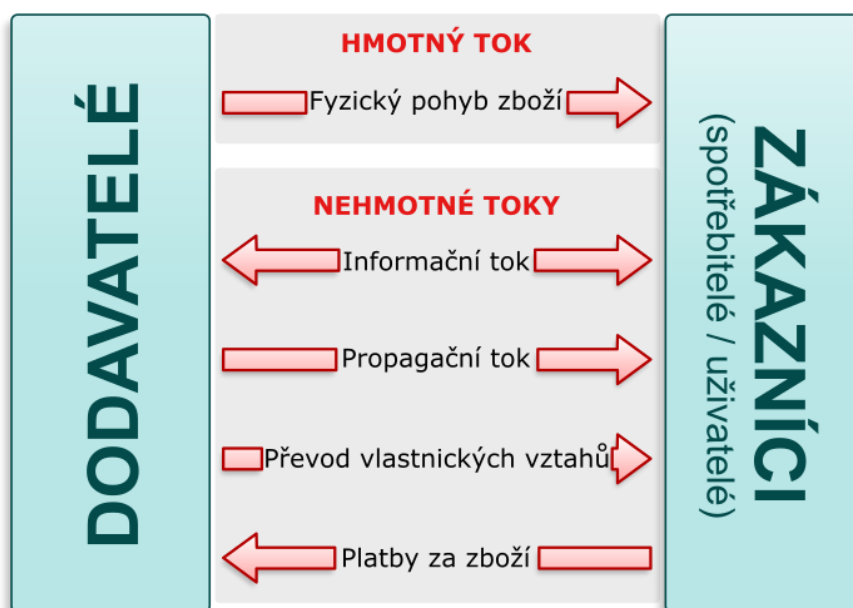 DODAVATELÉ
HMOTNÝ TOK
Fyzický pohyb zboží
NEHMOTNÉ TOKY
Informační tok
Propagační tok
Převod vlastnických vztahů
Platby za zboží
ZÁKAZNÍCI
(spotřebitelé / uživatelé)